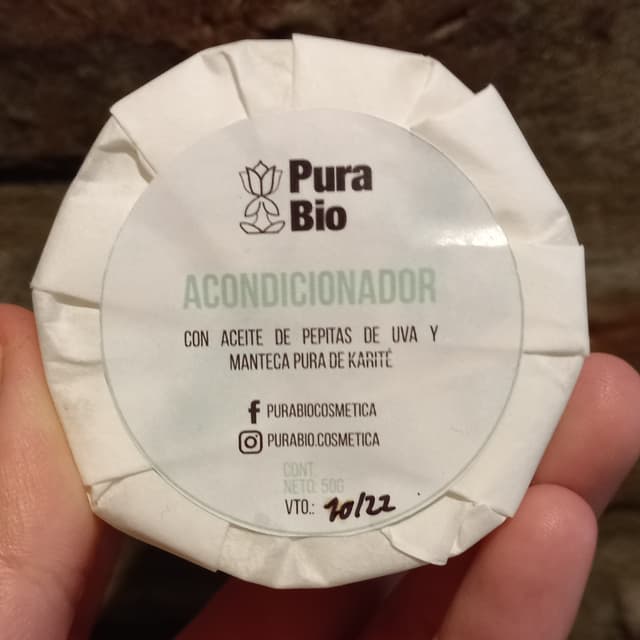 Pura
Bio
ACONDICIONADOR
CON ACEITE DE PEPITAS DE UVA Y
MANTECA PURA DE KARITÉ
f PURABIOCOSMETICA
PURABIO.COSMETICA
CONT.
NETO: 50G
VTO.: 10/22